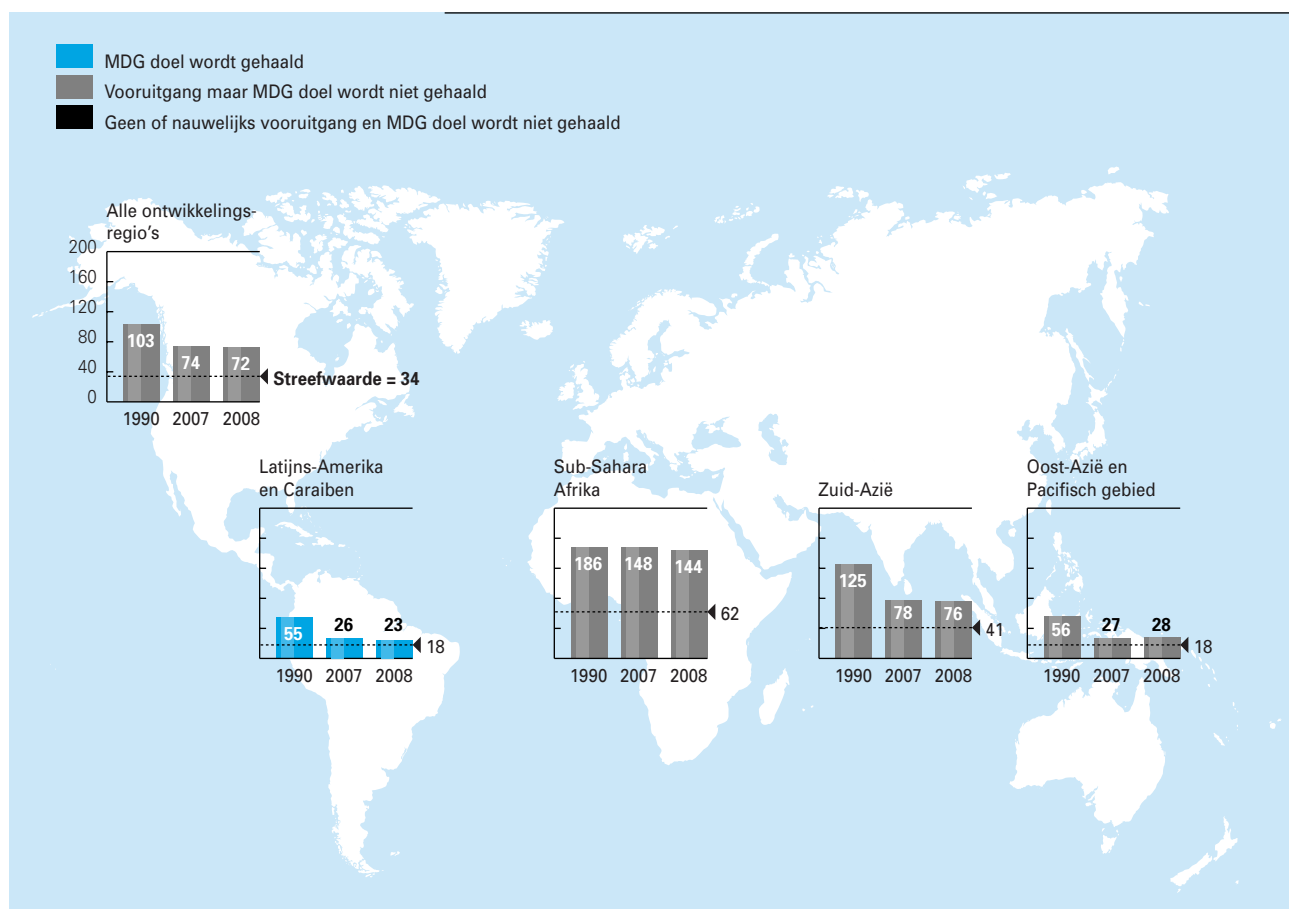 MDG doel wordt gehaald
Vooruitgang maar MDG doel wordt niet gehaald
Geen of nauwelijks vooruitgang en MDG doel wordt niet gehaald
Alle ontwikkelings-
regio's
200
160
120
80
40
0
103
74
72
Streefwaarde = 34
1990 2007 2008
Latijns-Amerika
en Caraiben
55
26
23
18
1990 2007 2008
Sub-Sahara
Afrika
186
148
144
62
1990 2007 2008
Zuid-Azië
125
78
76
41
1990 2007 2008
Oost-Azië en
Pacifisch gebied
56
27
28
18
1990 2007 2008